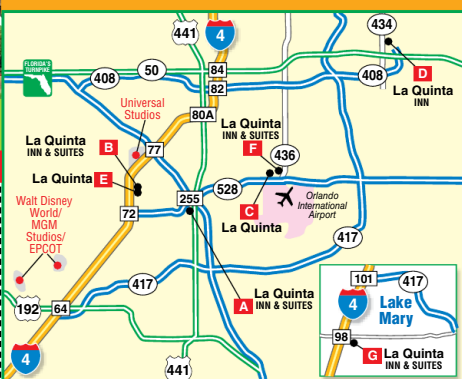 441
4
434
FLORIDA'S
TURNPIKE
408
50
84
82
408
D
La Quinta
INN
80A
Universal
Studios
La Quinta
INN & SUITES
F
La Quinta
INN & SUITES
B
77
436
La Quinta
E
528
255
C
La Quinta
Orlando
International
Airport
Walt Disney
World/
MGM
Studios/
EPCOT
72
417
417
A
La Quinta
INN & SUITES
192
64
4
441
101
417
4
Lake
Mary
98
G
La Quinta
INN & SUITES